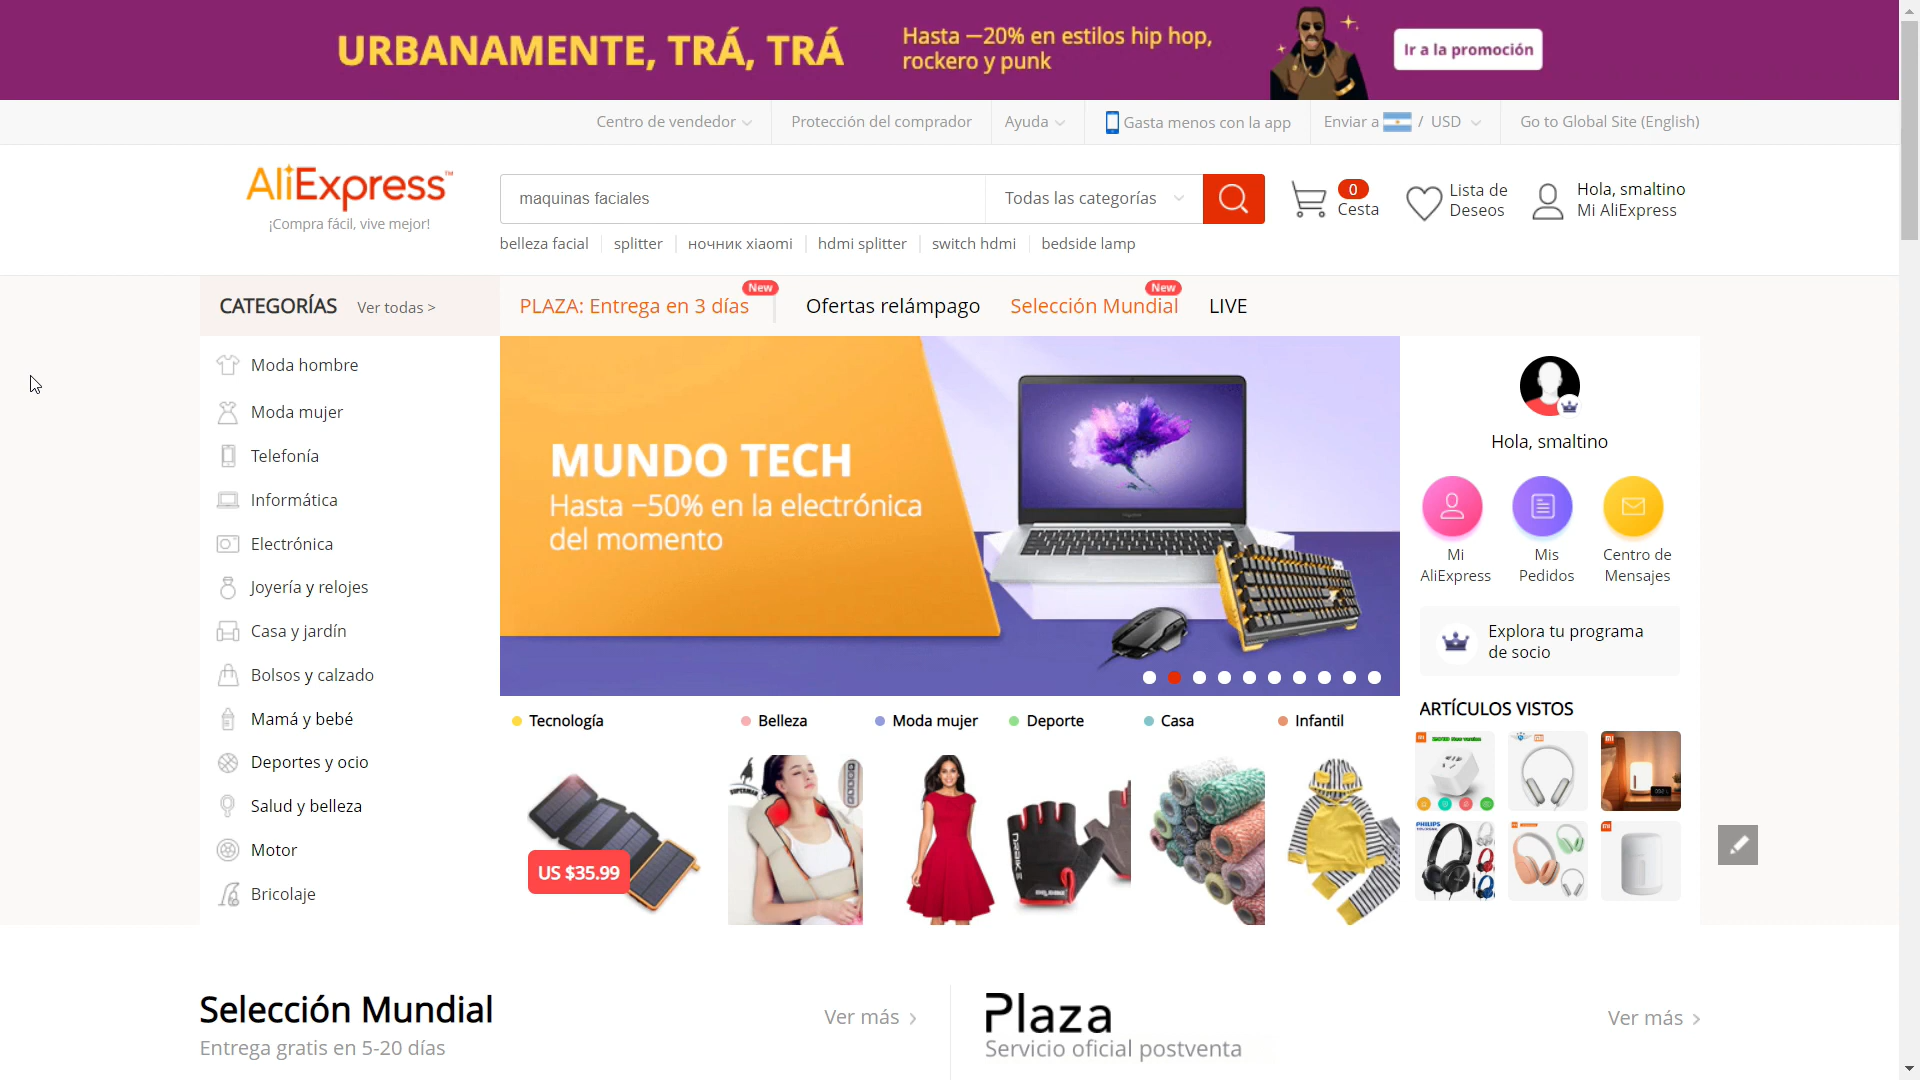 URBANAMENTE, TRÁ, TRÁ
Hasta —20% en estilos hip hop,
rockero y punk
Ir a la promoción
Centro de vendedor
Protección del comprador
Ayuda
Gasta menos con la app
Enviar a / USD
Go to Global Site (English)
AliExpress™
¡Compra fácil, vive mejor!
maquinas faciales
Todas las categorías
0
Cesta
Lista de
Deseos
Hola, smaltino
Mi AliExpress
belleza facial
splitter
ночник xiaomi
hdmi splitter
switch hdmi
bedside lamp
CATEGORÍAS
Ver todas >
PLAZA: Entrega en 3 días
New
Ofertas relámpago
Selección Mundial
New
LIVE
Moda hombre
Moda mujer
Telefonía
Informática
Electrónica
Joyería y relojes
Casa y jardín
Bolsos y calzado
Mamá y bebé
Deportes y ocio
Salud y belleza
Motor
Bricolaje
MUNDO TECH
Hasta —50% en la electrónica
del momento
Hola, smaltino
Mi
AliExpress
Mis
Pedidos
Centro de
Mensajes
Explora tu programa
de socio
ARTÍCULOS VISTOS
PHILIPS
Tecnología
Belleza
Moda mujer
Deporte
Casa
Infantil
US $35.99
SUPERMAN
Selección Mundial
Entrega gratis en 5-20 días
Ver más >
Plaza
Servicio oficial postventa
Ver más >